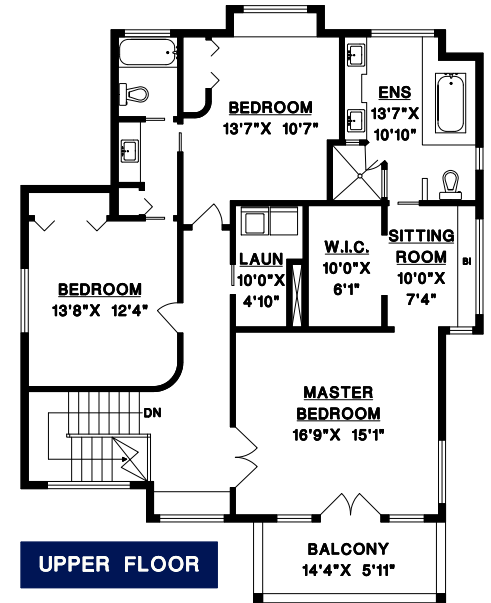 ENS
13'7"X
10'10"
BEDROOM
13'7"X 10'7"
SITTING
ROOM
10'0"X
7'4"
BI
W.I.C.
10'0"X
6'1"
LAUN
10'0"X
4'10"
BEDROOM
13'8"X 12'4"
MASTER
BEDROOM
16'9"X 15'1"
DN
BALCONY
14'4"X 5'11"
UPPER FLOOR